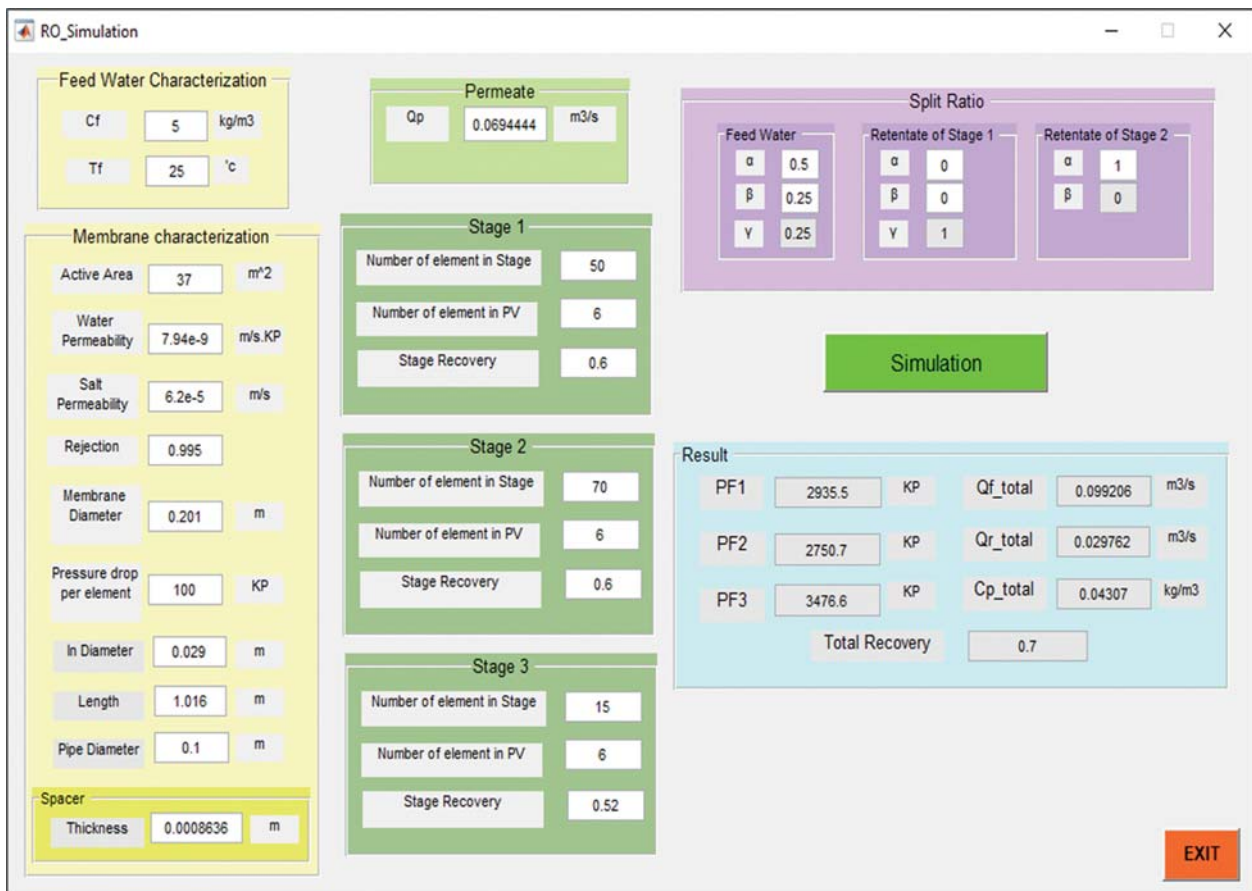 RO_Simulation
Feed Water Characterization
Cf 5 kg/m3
Tf 25 'c
Membrane characterization
Active Area 37 m^2
Water
Permeability 7.94e-9 m/s.KP
Salt
Permeability 6.2e-5 m/s
Rejection 0.995
Membrane
Diameter 0.201 m
Pressure drop
per element 100 KP
In Diameter 0.029 m
Length 1.016 m
Pipe Diameter 0.1 m
Spacer
Thickness 0.0008636 m
Permeate
Qp 0.0694444 m3/s
Stage 1
Number of element in Stage 50
Number of element in PV 6
Stage Recovery 0.6
Stage 2
Number of element in Stage 70
Number of element in PV 6
Stage Recovery 0.6
Stage 3
Number of element in Stage 15
Number of element in PV 6
Stage Recovery 0.52
Split Ratio
Feed Water
α 0.5
β 0.25
γ 0.25
Retentate of Stage 1
α 0
β 0
γ 1
Retentate of Stage 2
α 1
β 0
Simulation
Result
PF1 2935.5 KP Qf_total 0.099206 m3/s
PF2 2750.7 KP Qr_total 0.029762 m3/s
PF3 3476.6 KP Cp_total 0.04307 kg/m3
Total Recovery 0.7
EXIT